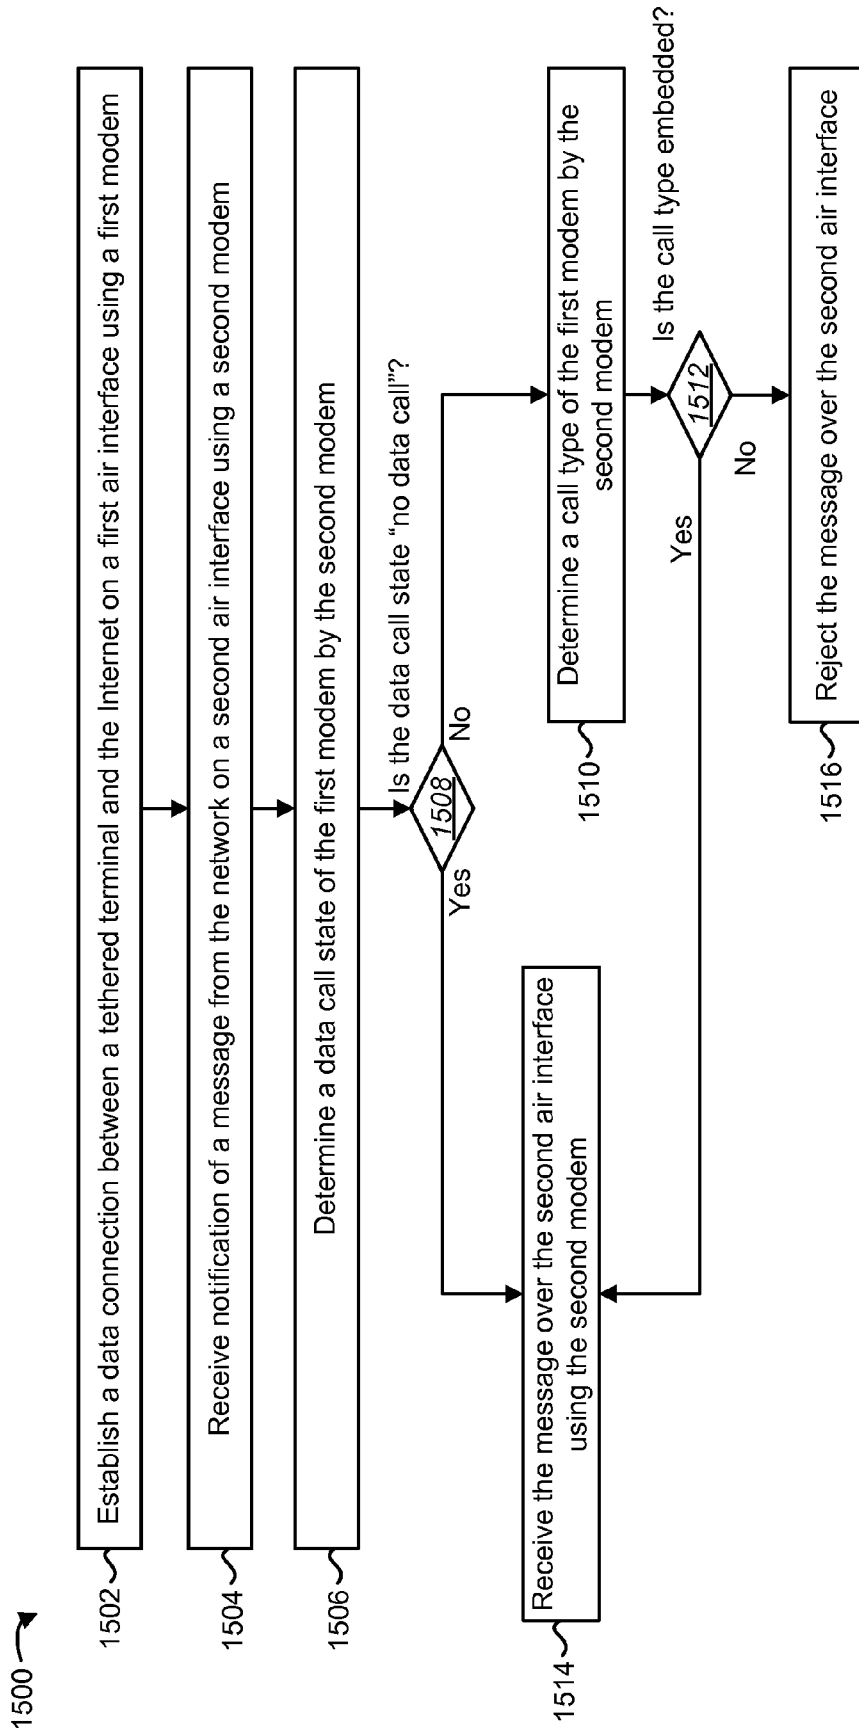 1500
1502
Establish a data connection between a tethered terminal and the Internet on a first air interface using a first modem
1504
Receive notification of a message from the network on a second air interface using a second modem
1506
Determine a data call state of the first modem by the second modem
Is the data call state “no data call”?
1508
Yes
No
1510
Determine a call type of the first modem by the
second modem
Is the call type embedded?
1512
Yes
No
1514
Receive the message over the second air interface
using the second modem
1516
Reject the message over the second air interface